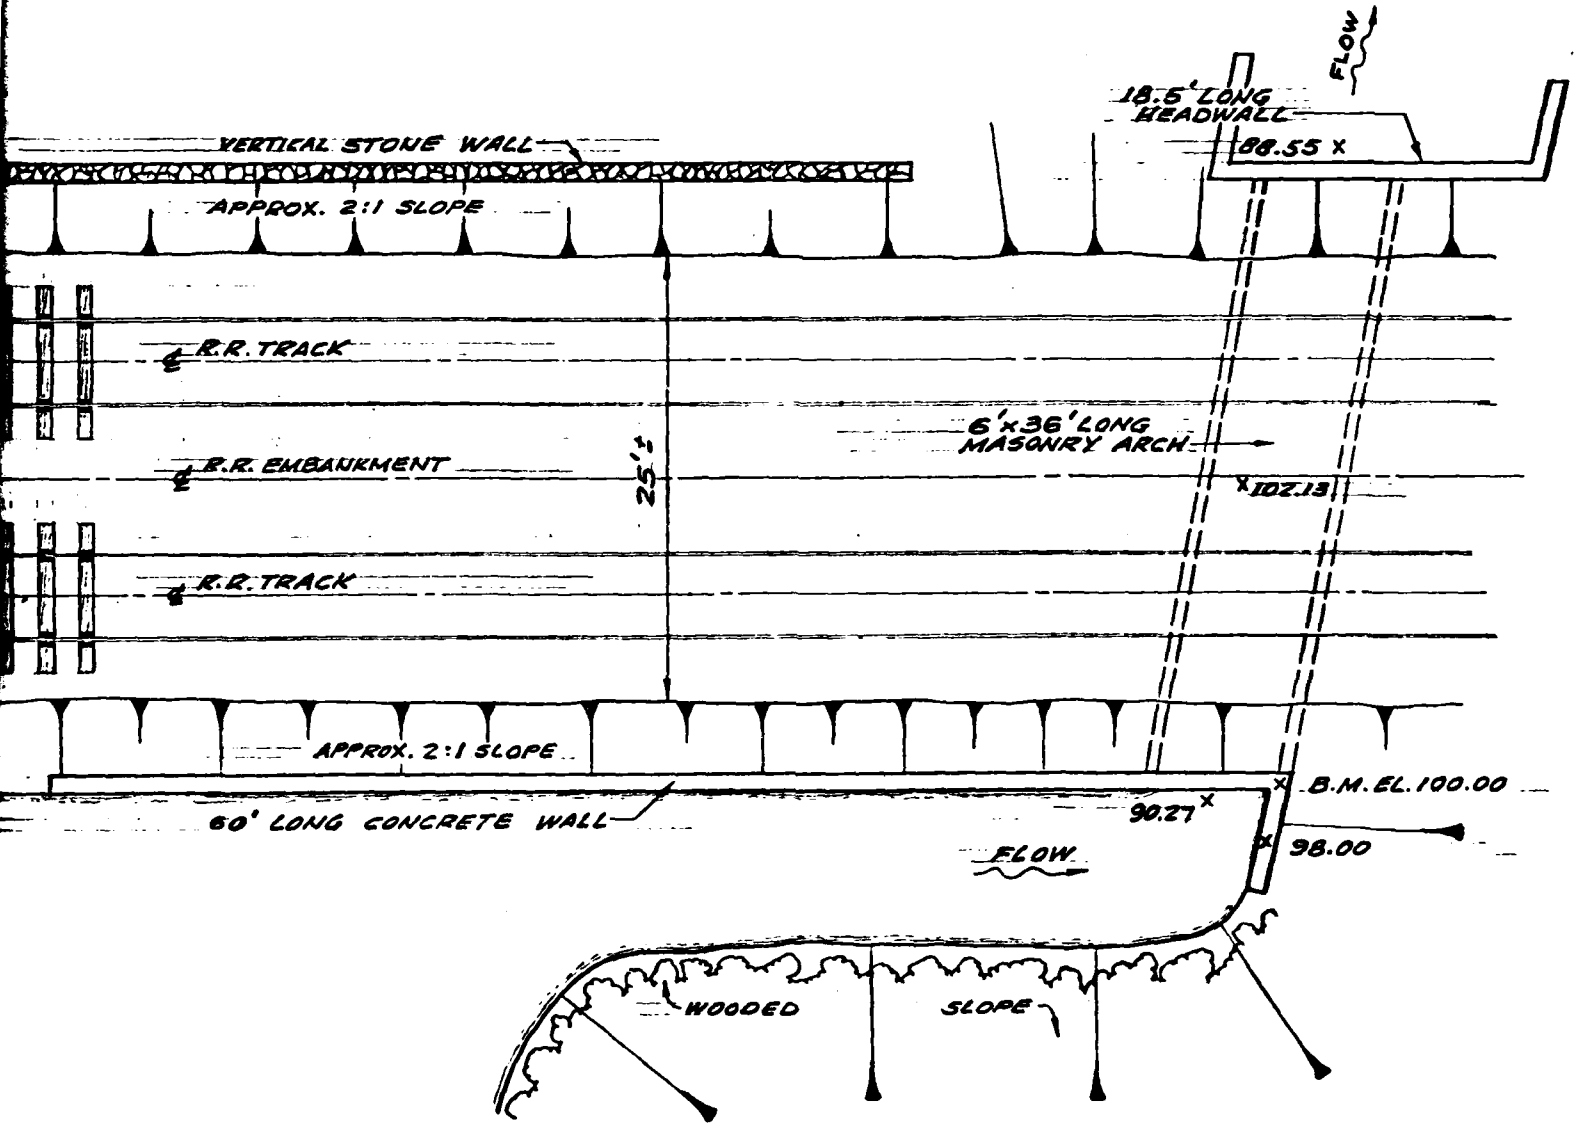 FLOW
18.5' LONG
HEADWALL
88.55 x
VERTICAL STONE WALL
APPROX. 2:1 SLOPE
℄ R.R. TRACK
6' x 36' LONG
MASONRY ARCH
℄ R.R. EMBANKMENT
25' ±
x 102.13
℄ R.R. TRACK
APPROX. 2:1 SLOPE
x B.M. EL. 100.00
90.27 x
60' LONG CONCRETE WALL
x 98.00
FLOW
WOODED SLOPE